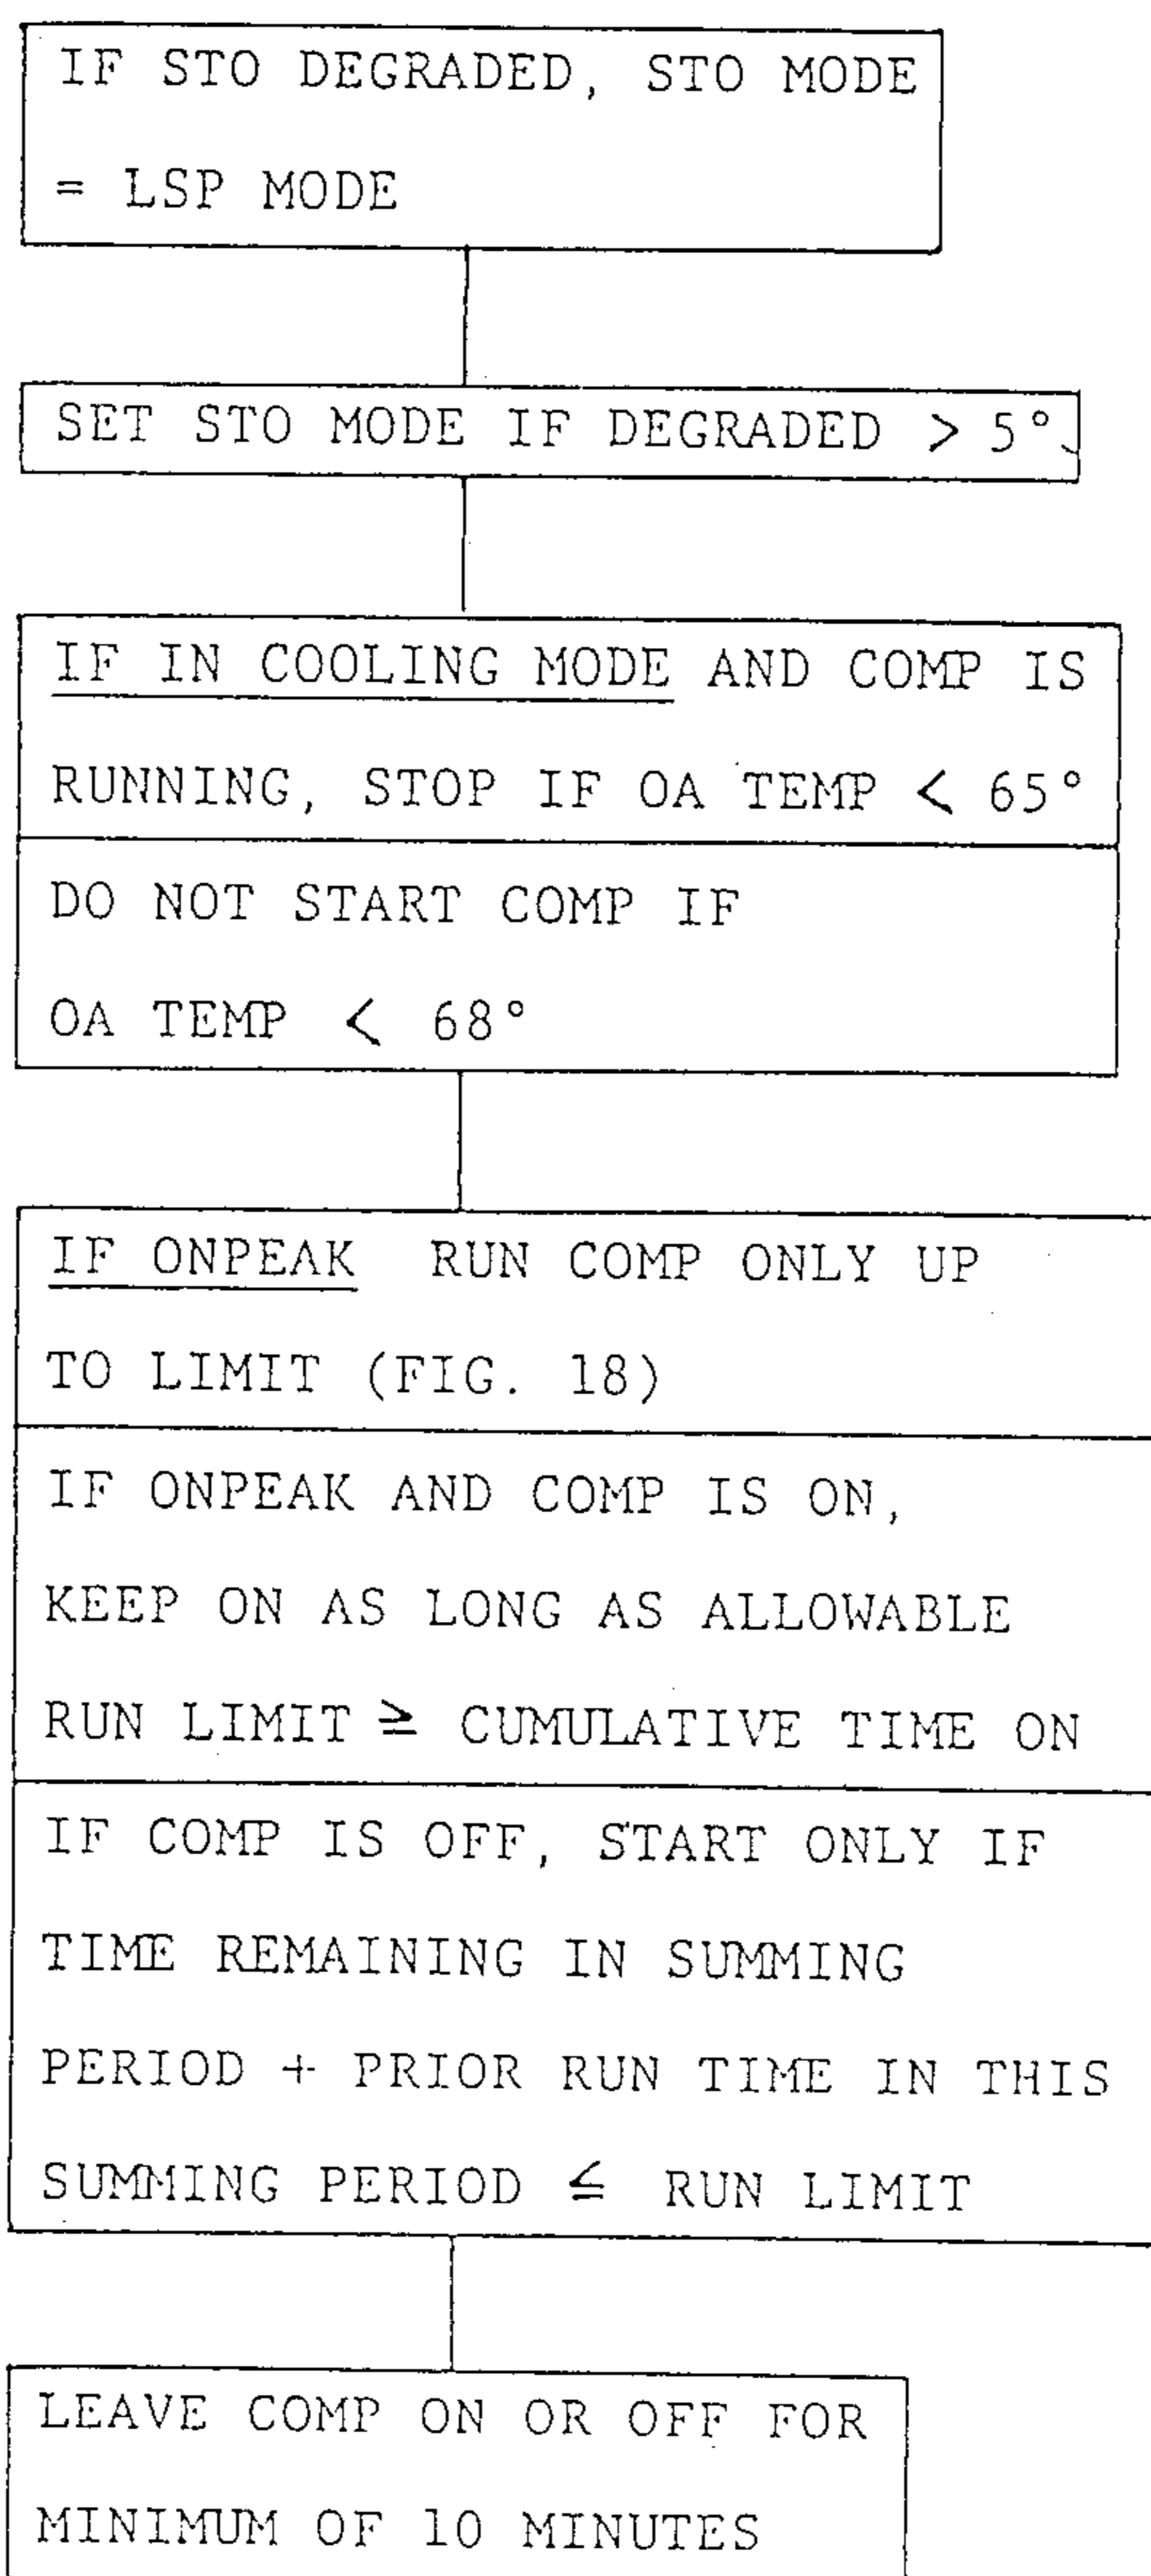 IF STO DEGRADED, STO MODE
= LSP MODE
SET STO MODE IF DEGRADED > 5°
IF IN COOLING MODE AND COMP IS
RUNNING, STOP IF OA TEMP < 65°
DO NOT START COMP IF
OA TEMP < 68°
IF ONPEAK RUN COMP ONLY UP
TO LIMIT (FIG. 18)
IF ONPEAK AND COMP IS ON,
KEEP ON AS LONG AS ALLOWABLE
RUN LIMIT ≥ CUMULATIVE TIME ON
IF COMP IS OFF, START ONLY IF
TIME REMAINING IN SUMMING
PERIOD + PRIOR RUN TIME IN THIS
SUMMING PERIOD ≤ RUN LIMIT
LEAVE COMP ON OR OFF FOR
MINIMUM OF 10 MINUTES